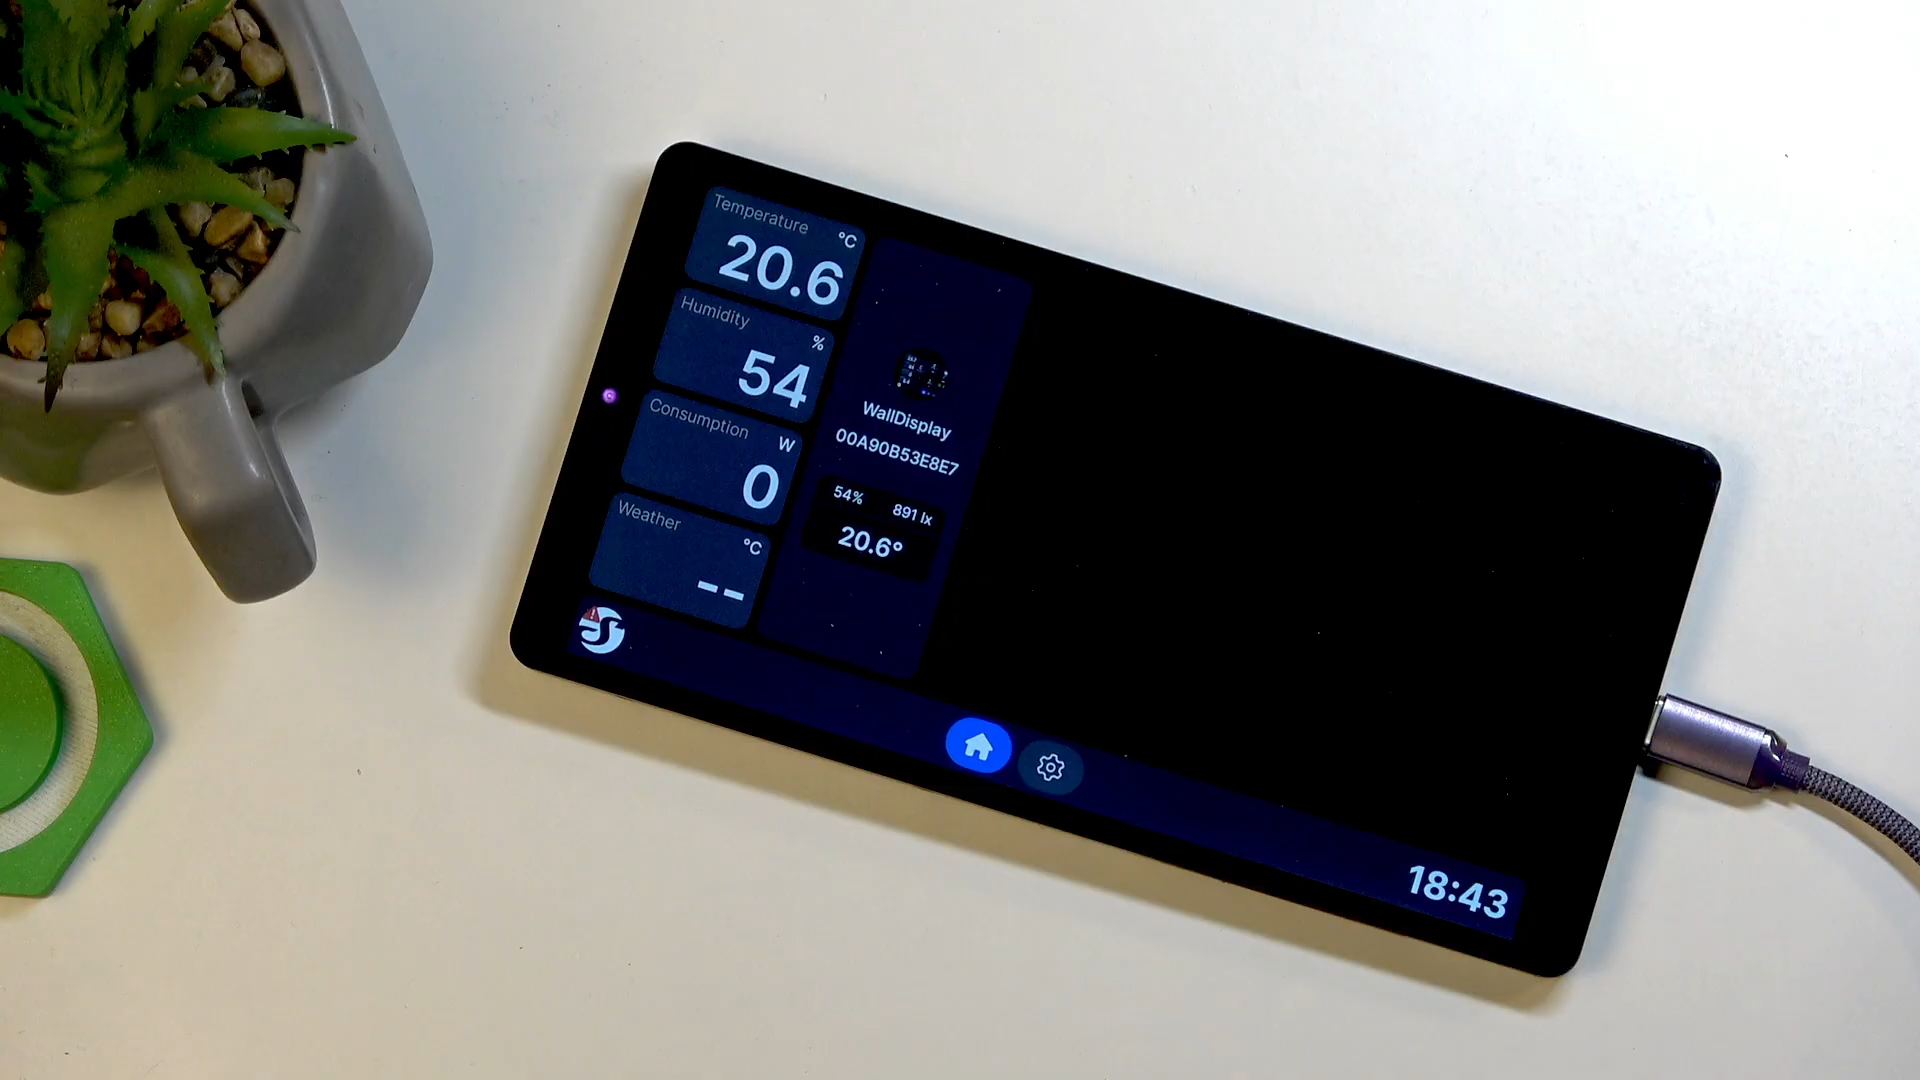 Temperature
°C
20.6
Humidity
%
54
Consumption
W
0
Weather
°C
--
WallDisplay
00A90B53E8E7
54% 891 lx
20.6°
18:43